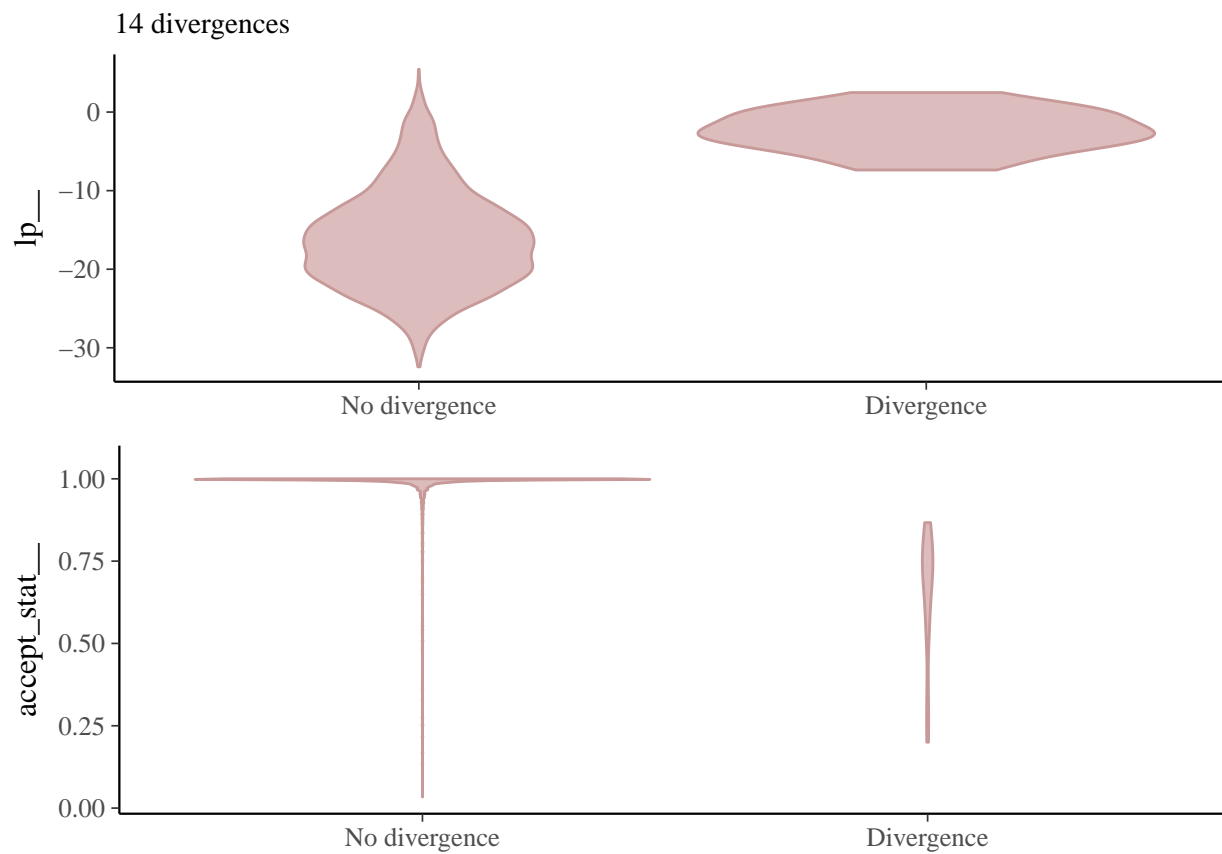 14 divergences
lp__
0
−10
−20
−30
No divergence
Divergence
accept_stat__
1.00
0.75
0.50
0.25
0.00
No divergence
Divergence